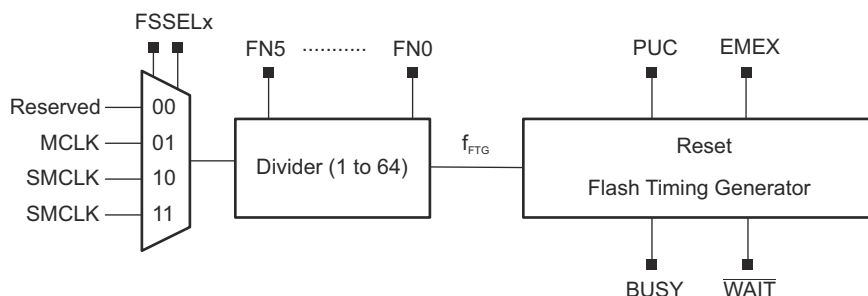 FSSELx
FN5 ........... FN0
PUC EMEX
Reserved 00
MCLK 01
SMCLK 10
SMCLK 11
Divider (1 to 64)
fFTG
Reset
Flash Timing Generator
BUSY WAIT